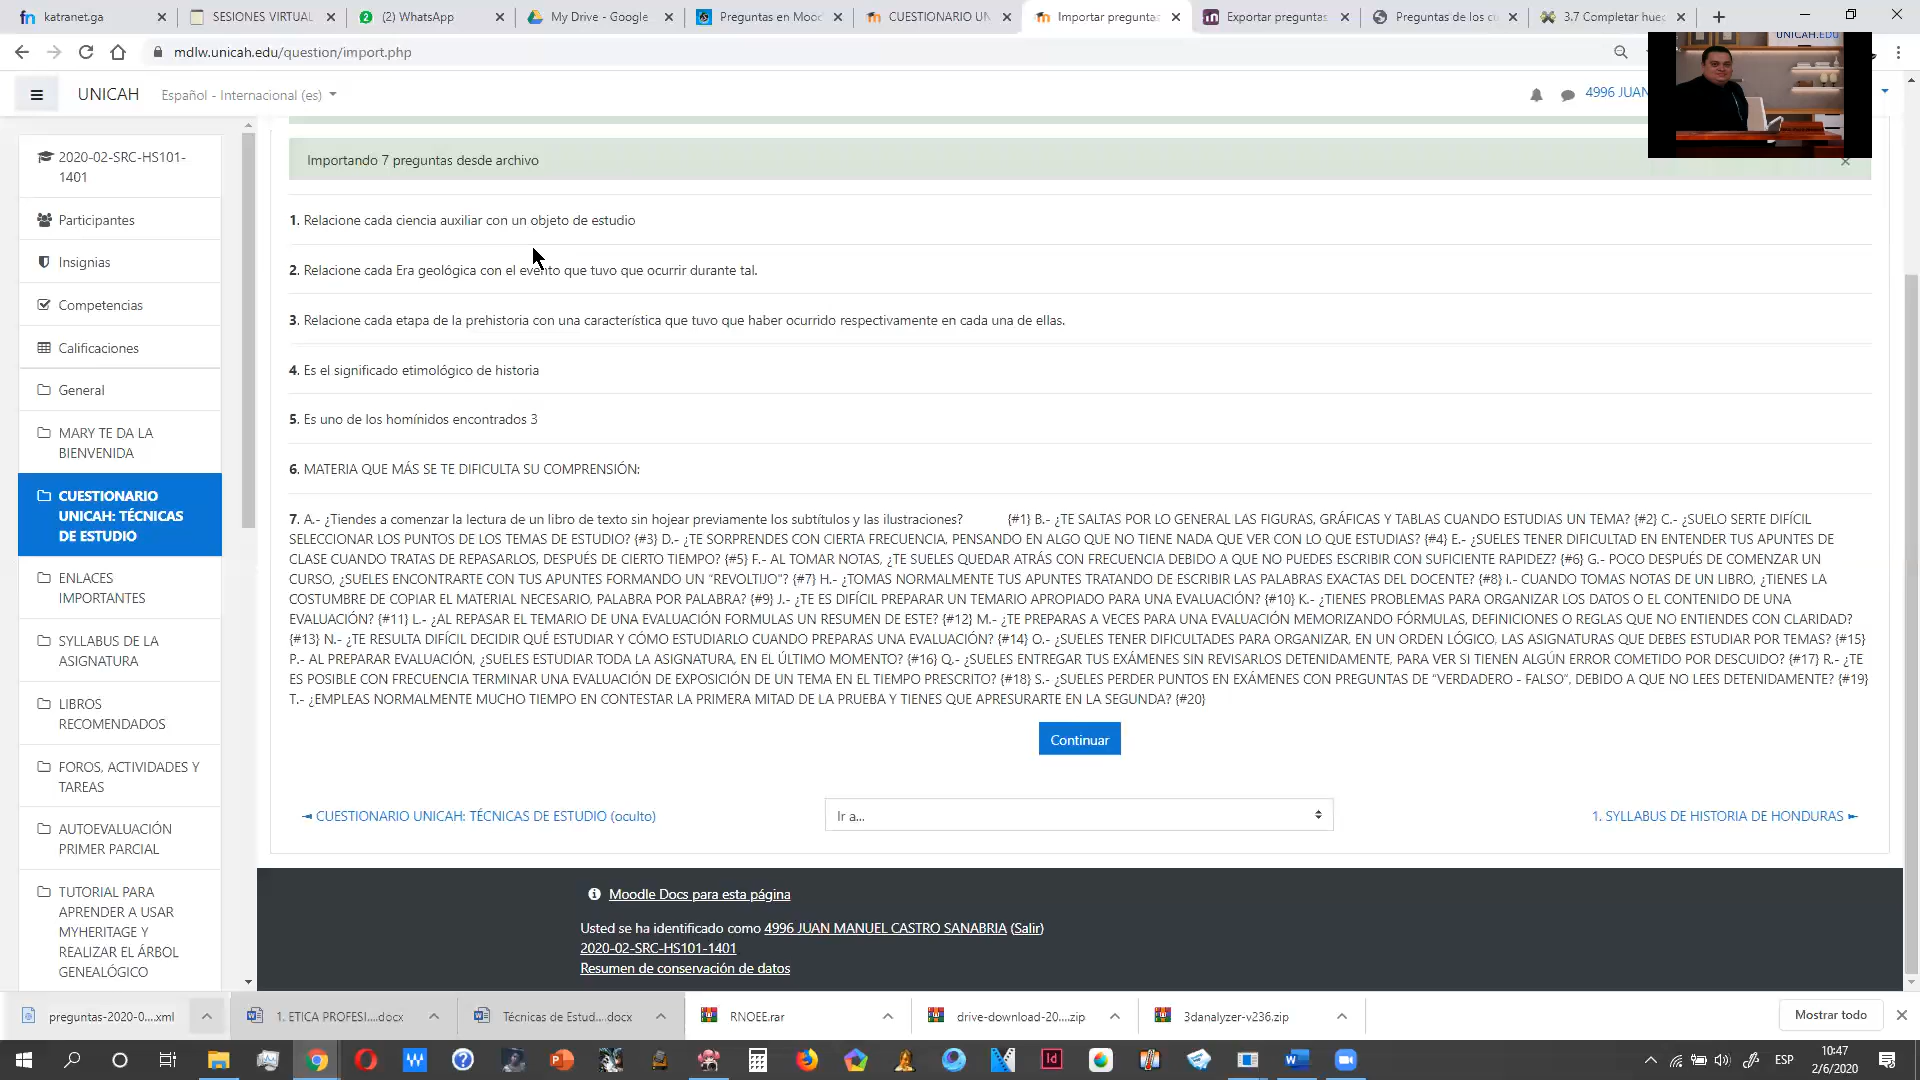 katranet.ga
SESIONES VIRTUAL
(2) WhatsApp
My Drive - Google
Preguntas en Mood
CUESTIONARIO UN
Importar preguntas
Exportar preguntas
Preguntas de los cu
3.7 Completar huec
mdlw.unicah.edu/question/import.php
UNICAH.EDU
UNICAH
Español - Internacional (es)
4996 JUAN
2020-02-SRC-HS101-
1401
Participantes
Insignias
Competencias
Calificaciones
General
MARY TE DA LA
BIENVENIDA
CUESTIONARIO
UNICAH: TÉCNICAS
DE ESTUDIO
ENLACES
IMPORTANTES
SYLLABUS DE LA
ASIGNATURA
LIBROS
RECOMENDADOS
FOROS, ACTIVIDADES Y
TAREAS
AUTOEVALUACIÓN
PRIMER PARCIAL
TUTORIAL PARA
APRENDER A USAR
MYHERITAGE Y
REALIZAR EL ÁRBOL
GENEALÓGICO
Importando 7 preguntas desde archivo
×
1. Relacione cada ciencia auxiliar con un objeto de estudio
2. Relacione cada Era geológica con el evento que tuvo que ocurrir durante tal.
3. Relacione cada etapa de la prehistoria con una característica que tuvo que haber ocurrido respectivamente en cada una de ellas.
4. Es el significado etimológico de historia
5. Es uno de los homínidos encontrados 3
6. MATERIA QUE MÁS SE TE DIFICULTA SU COMPRENSIÓN:
7. A.- ¿Tiendes a comenzar la lectura de un libro de texto sin hojear previamente los subtítulos y las ilustraciones? {#1} B.- ¿TE SALTAS POR LO GENERAL LAS FIGURAS, GRÁFICAS Y TABLAS CUANDO ESTUDIAS UN TEMA? {#2} C.- ¿SUELO SERTE DIFÍCIL
SELECCIONAR LOS PUNTOS DE LOS TEMAS DE ESTUDIO? {#3} D.- ¿TE SORPRENDES CON CIERTA FRECUENCIA, PENSANDO EN ALGO QUE NO TIENE NADA QUE VER CON LO QUE ESTUDIAS? {#4} E.- ¿SUELES TENER DIFICULTAD EN ENTENDER TUS APUNTES DE
CLASE CUANDO TRATAS DE REPASARLOS, DESPUÉS DE CIERTO TIEMPO? {#5} F.- AL TOMAR NOTAS, ¿TE SUELES QUEDAR ATRÁS CON FRECUENCIA DEBIDO A QUE NO PUEDES ESCRIBIR CON SUFICIENTE RAPIDEZ? {#6} G.- POCO DESPUÉS DE COMENZAR UN
CURSO, ¿SUELES ENCONTRARTE CON TUS APUNTES FORMANDO UN “REVOLTIJO”? {#7} H.- ¿TOMAS NORMALMENTE TUS APUNTES TRATANDO DE ESCRIBIR LAS PALABRAS EXACTAS DEL DOCENTE? {#8} I.- CUANDO TOMAS NOTAS DE UN LIBRO, ¿TIENES LA
COSTUMBRE DE COPIAR EL MATERIAL NECESARIO, PALABRA POR PALABRA? {#9} J.- ¿TE ES DIFÍCIL PREPARAR UN TEMARIO APROPIADO PARA UNA EVALUACIÓN? {#10} K.- ¿TIENES PROBLEMAS PARA ORGANIZAR LOS DATOS O EL CONTENIDO DE UNA
EVALUACIÓN? {#11} L.- ¿AL REPASAR EL TEMARIO DE UNA EVALUACIÓN FORMULAS UN RESUMEN DE ESTE? {#12} M.- ¿TE PREPARAS A VECES PARA UNA EVALUACIÓN MEMORIZANDO FÓRMULAS, DEFINICIONES O REGLAS QUE NO ENTIENDES CON CLARIDAD?
{#13} N.- ¿TE RESULTA DIFÍCIL DECIDIR QUÉ ESTUDIAR Y CÓMO ESTUDIARLO CUANDO PREPARAS UNA EVALUACIÓN? {#14} O.- ¿SUELES TENER DIFICULTADES PARA ORGANIZAR, EN UN ORDEN LÓGICO, LAS ASIGNATURAS QUE DEBES ESTUDIAR POR TEMAS? {#15}
P.- AL PREPARAR EVALUACIÓN, ¿SUELES ESTUDIAR TODA LA ASIGNATURA, EN EL ÚLTIMO MOMENTO? {#16} Q.- ¿SUELES ENTREGAR TUS EXÁMENES SIN REVISARLOS DETENIDAMENTE, PARA VER SI TIENEN ALGÚN ERROR COMETIDO POR DESCUIDO? {#17} R.- ¿TE
ES POSIBLE CON FRECUENCIA TERMINAR UNA EVALUACIÓN DE EXPOSICIÓN DE UN TEMA EN EL TIEMPO PRESCRITO? {#18} S.- ¿SUELES PERDER PUNTOS EN EXÁMENES CON PREGUNTAS DE “VERDADERO - FALSO”, DEBIDO A QUE NO LEES DETENIDAMENTE? {#19}
T.- ¿EMPLEAS NORMALMENTE MUCHO TIEMPO EN CONTESTAR LA PRIMERA MITAD DE LA PRUEBA Y TIENES QUE APRESURARTE EN LA SEGUNDA? {#20}
Continuar
◄ CUESTIONARIO UNICAH: TÉCNICAS DE ESTUDIO (oculto)
Ir a...
1. SYLLABUS DE HISTORIA DE HONDURAS ►
Moodle Docs para esta página
Usted se ha identificado como 4996 JUAN MANUEL CASTRO SANABRIA (Salir)
2020-02-SRC-HS101-1401
Resumen de conservación de datos
preguntas-2020-0....xml
1. ETICA PROFESI....docx
Técnicas de Estud....docx
RNOEE.rar
drive-download-20....zip
3danalyzer-v236.zip
Mostrar todo
ESP
10:47
2/6/2020